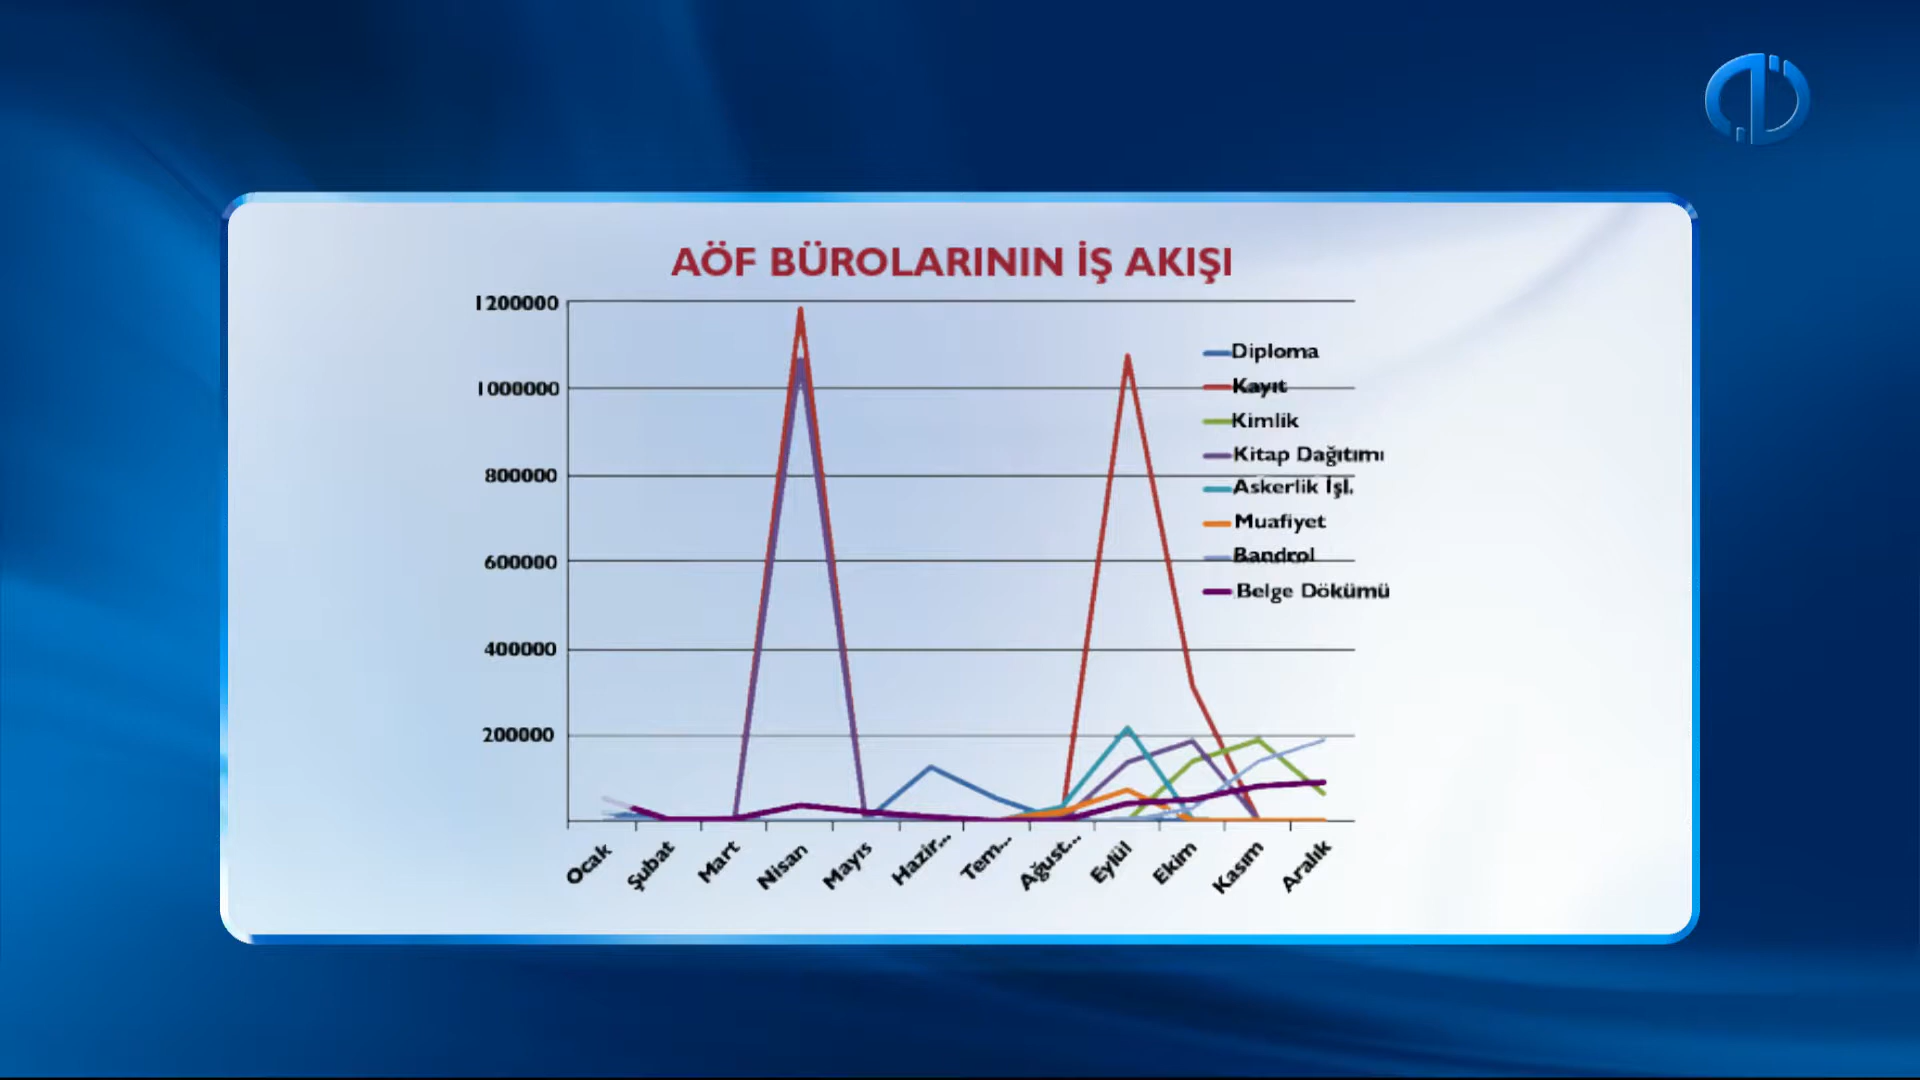 AÖF BÜROLARININ İŞ AKIŞI
1200000
1000000
800000
600000
400000
200000
Diploma
Kayıt
Kimlik
Kitap Dağıtımı
Askerlik İşl.
Muafiyet
Bandrol
Belge Dökümü
Ocak
Şubat
Mart
Nisan
Mayıs
Hazir...
Tem...
Ağust...
Eylül
Ekim
Kasım
Aralık